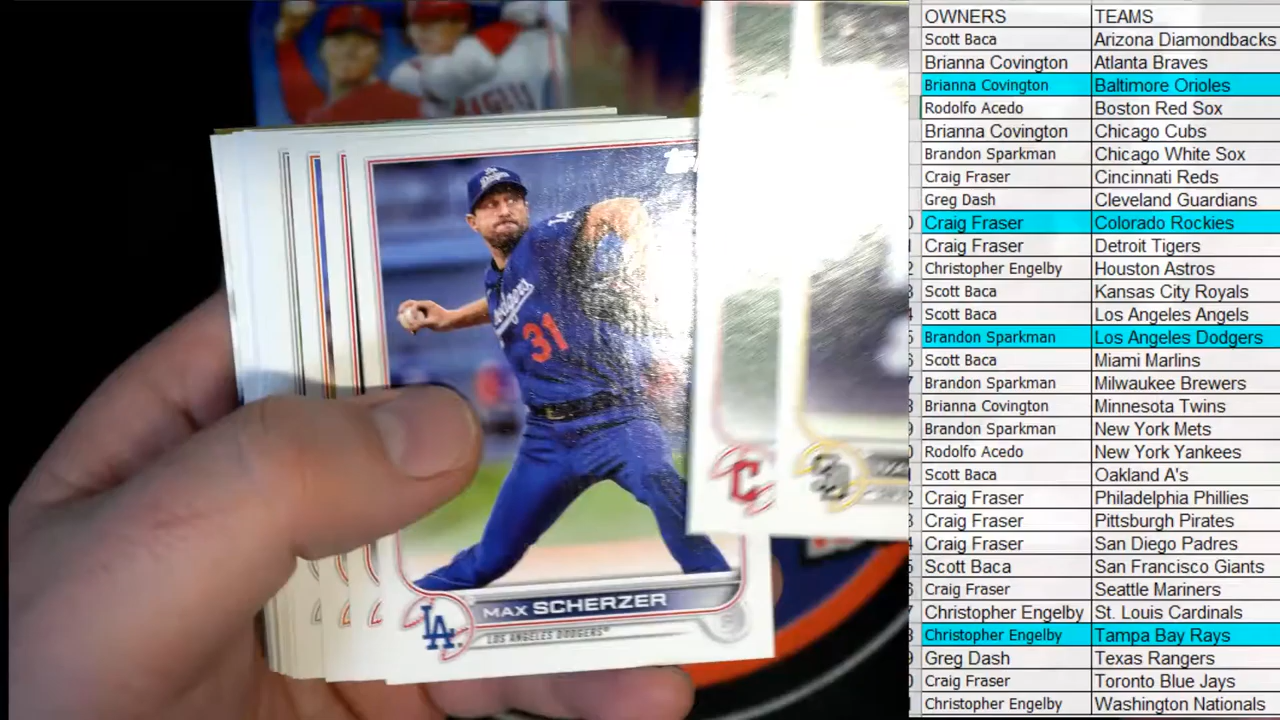 31
MAX SCHERZER
LA
LOS ANGELES DODGERS
C
SD
OWNERS TEAMS
Scott Baca Arizona Diamondbacks
Brianna Covington Atlanta Braves
Brianna Covington Baltimore Orioles
Rodolfo Acedo Boston Red Sox
Brianna Covington Chicago Cubs
Brandon Sparkman Chicago White Sox
Craig Fraser Cincinnati Reds
Greg Dash Cleveland Guardians
Craig Fraser Colorado Rockies
Craig Fraser Detroit Tigers
Christopher Engelby Houston Astros
Scott Baca Kansas City Royals
Scott Baca Los Angeles Angels
Brandon Sparkman Los Angeles Dodgers
Scott Baca Miami Marlins
Brandon Sparkman Milwaukee Brewers
Brianna Covington Minnesota Twins
Brandon Sparkman New York Mets
Rodolfo Acedo New York Yankees
Scott Baca Oakland A's
Craig Fraser Philadelphia Phillies
Craig Fraser Pittsburgh Pirates
Craig Fraser San Diego Padres
Scott Baca San Francisco Giants
Craig Fraser Seattle Mariners
Christopher Engelby St. Louis Cardinals
Christopher Engelby Tampa Bay Rays
Greg Dash Texas Rangers
Craig Fraser Toronto Blue Jays
Christopher Engelby Washington Nationals